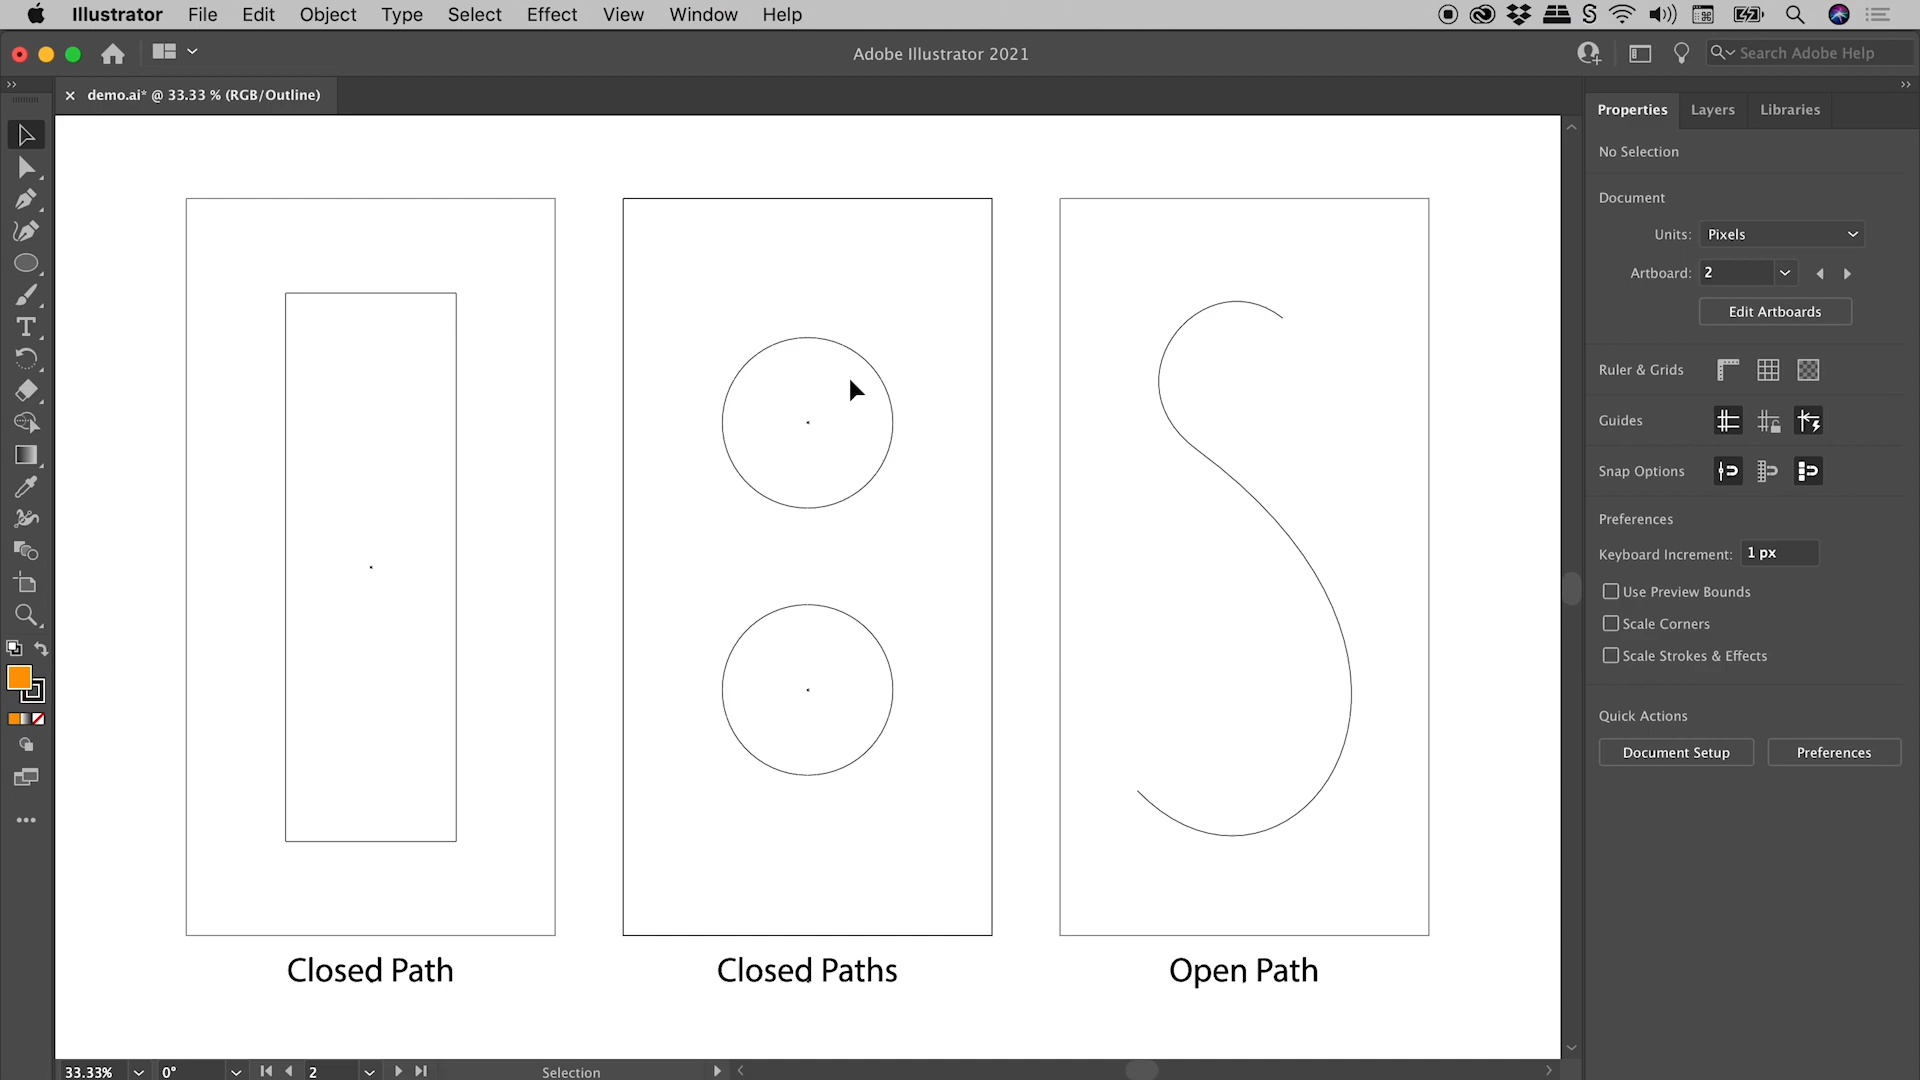 Illustrator File Edit Object Type Select Effect View Window Help
Adobe Illustrator 2021
Search Adobe Help
demo.ai* @ 33.33 % (RGB/Outline)
Properties Layers Libraries
No Selection
Document
Units: Pixels
Artboard: 2
Edit Artboards
Ruler & Grids
Guides
Snap Options
Preferences
Keyboard Increment: 1 px
Use Preview Bounds
Scale Corners
Scale Strokes & Effects
Quick Actions
Document Setup Preferences
Closed Path Closed Paths Open Path
33.33% 0° 2 Selection